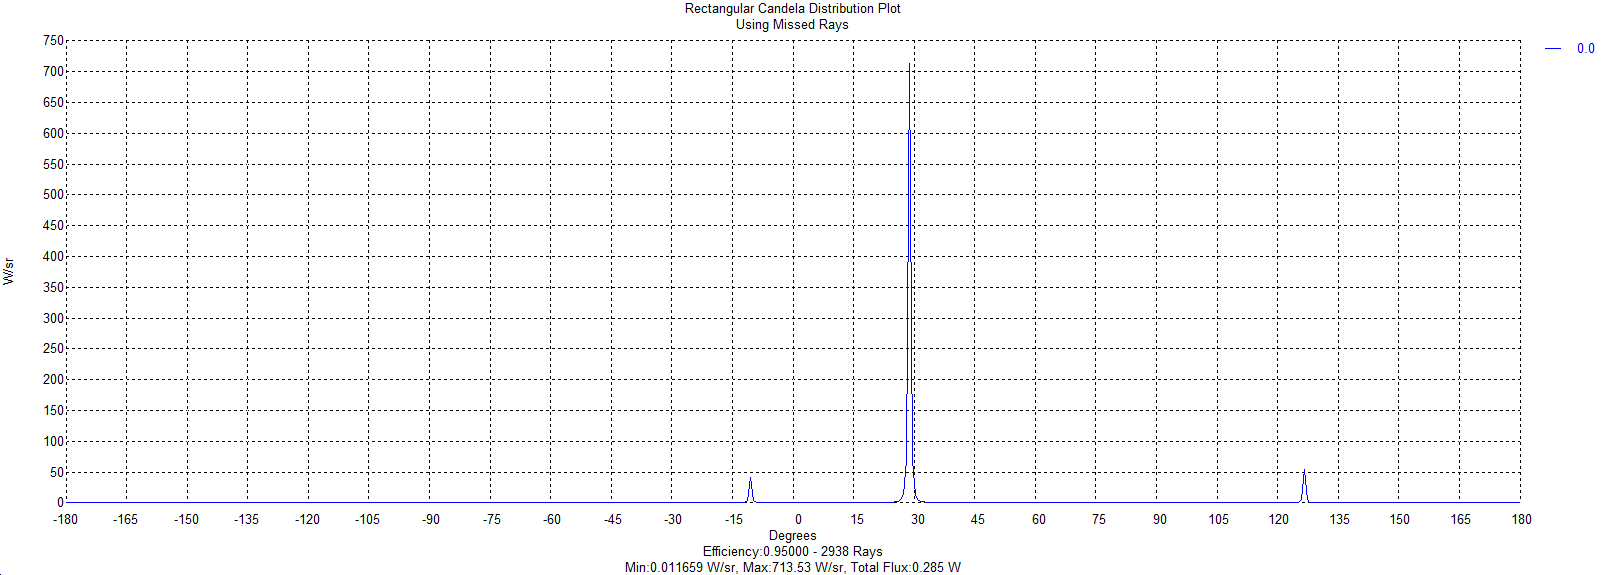 Rectangular Candela Distribution Plot
Using Missed Rays
0.0
750
700
650
600
550
500
450
400
350
300
250
200
150
100
50
0
W/sr
-180 -165 -150 -135 -120 -105 -90 -75 -60 -45 -30 -15 0 15 30 45 60 75 90 105 120 135 150 165 180
Degrees
Efficiency:0.95000 - 2938 Rays
Min:0.011659 W/sr, Max:713.53 W/sr, Total Flux:0.285 W